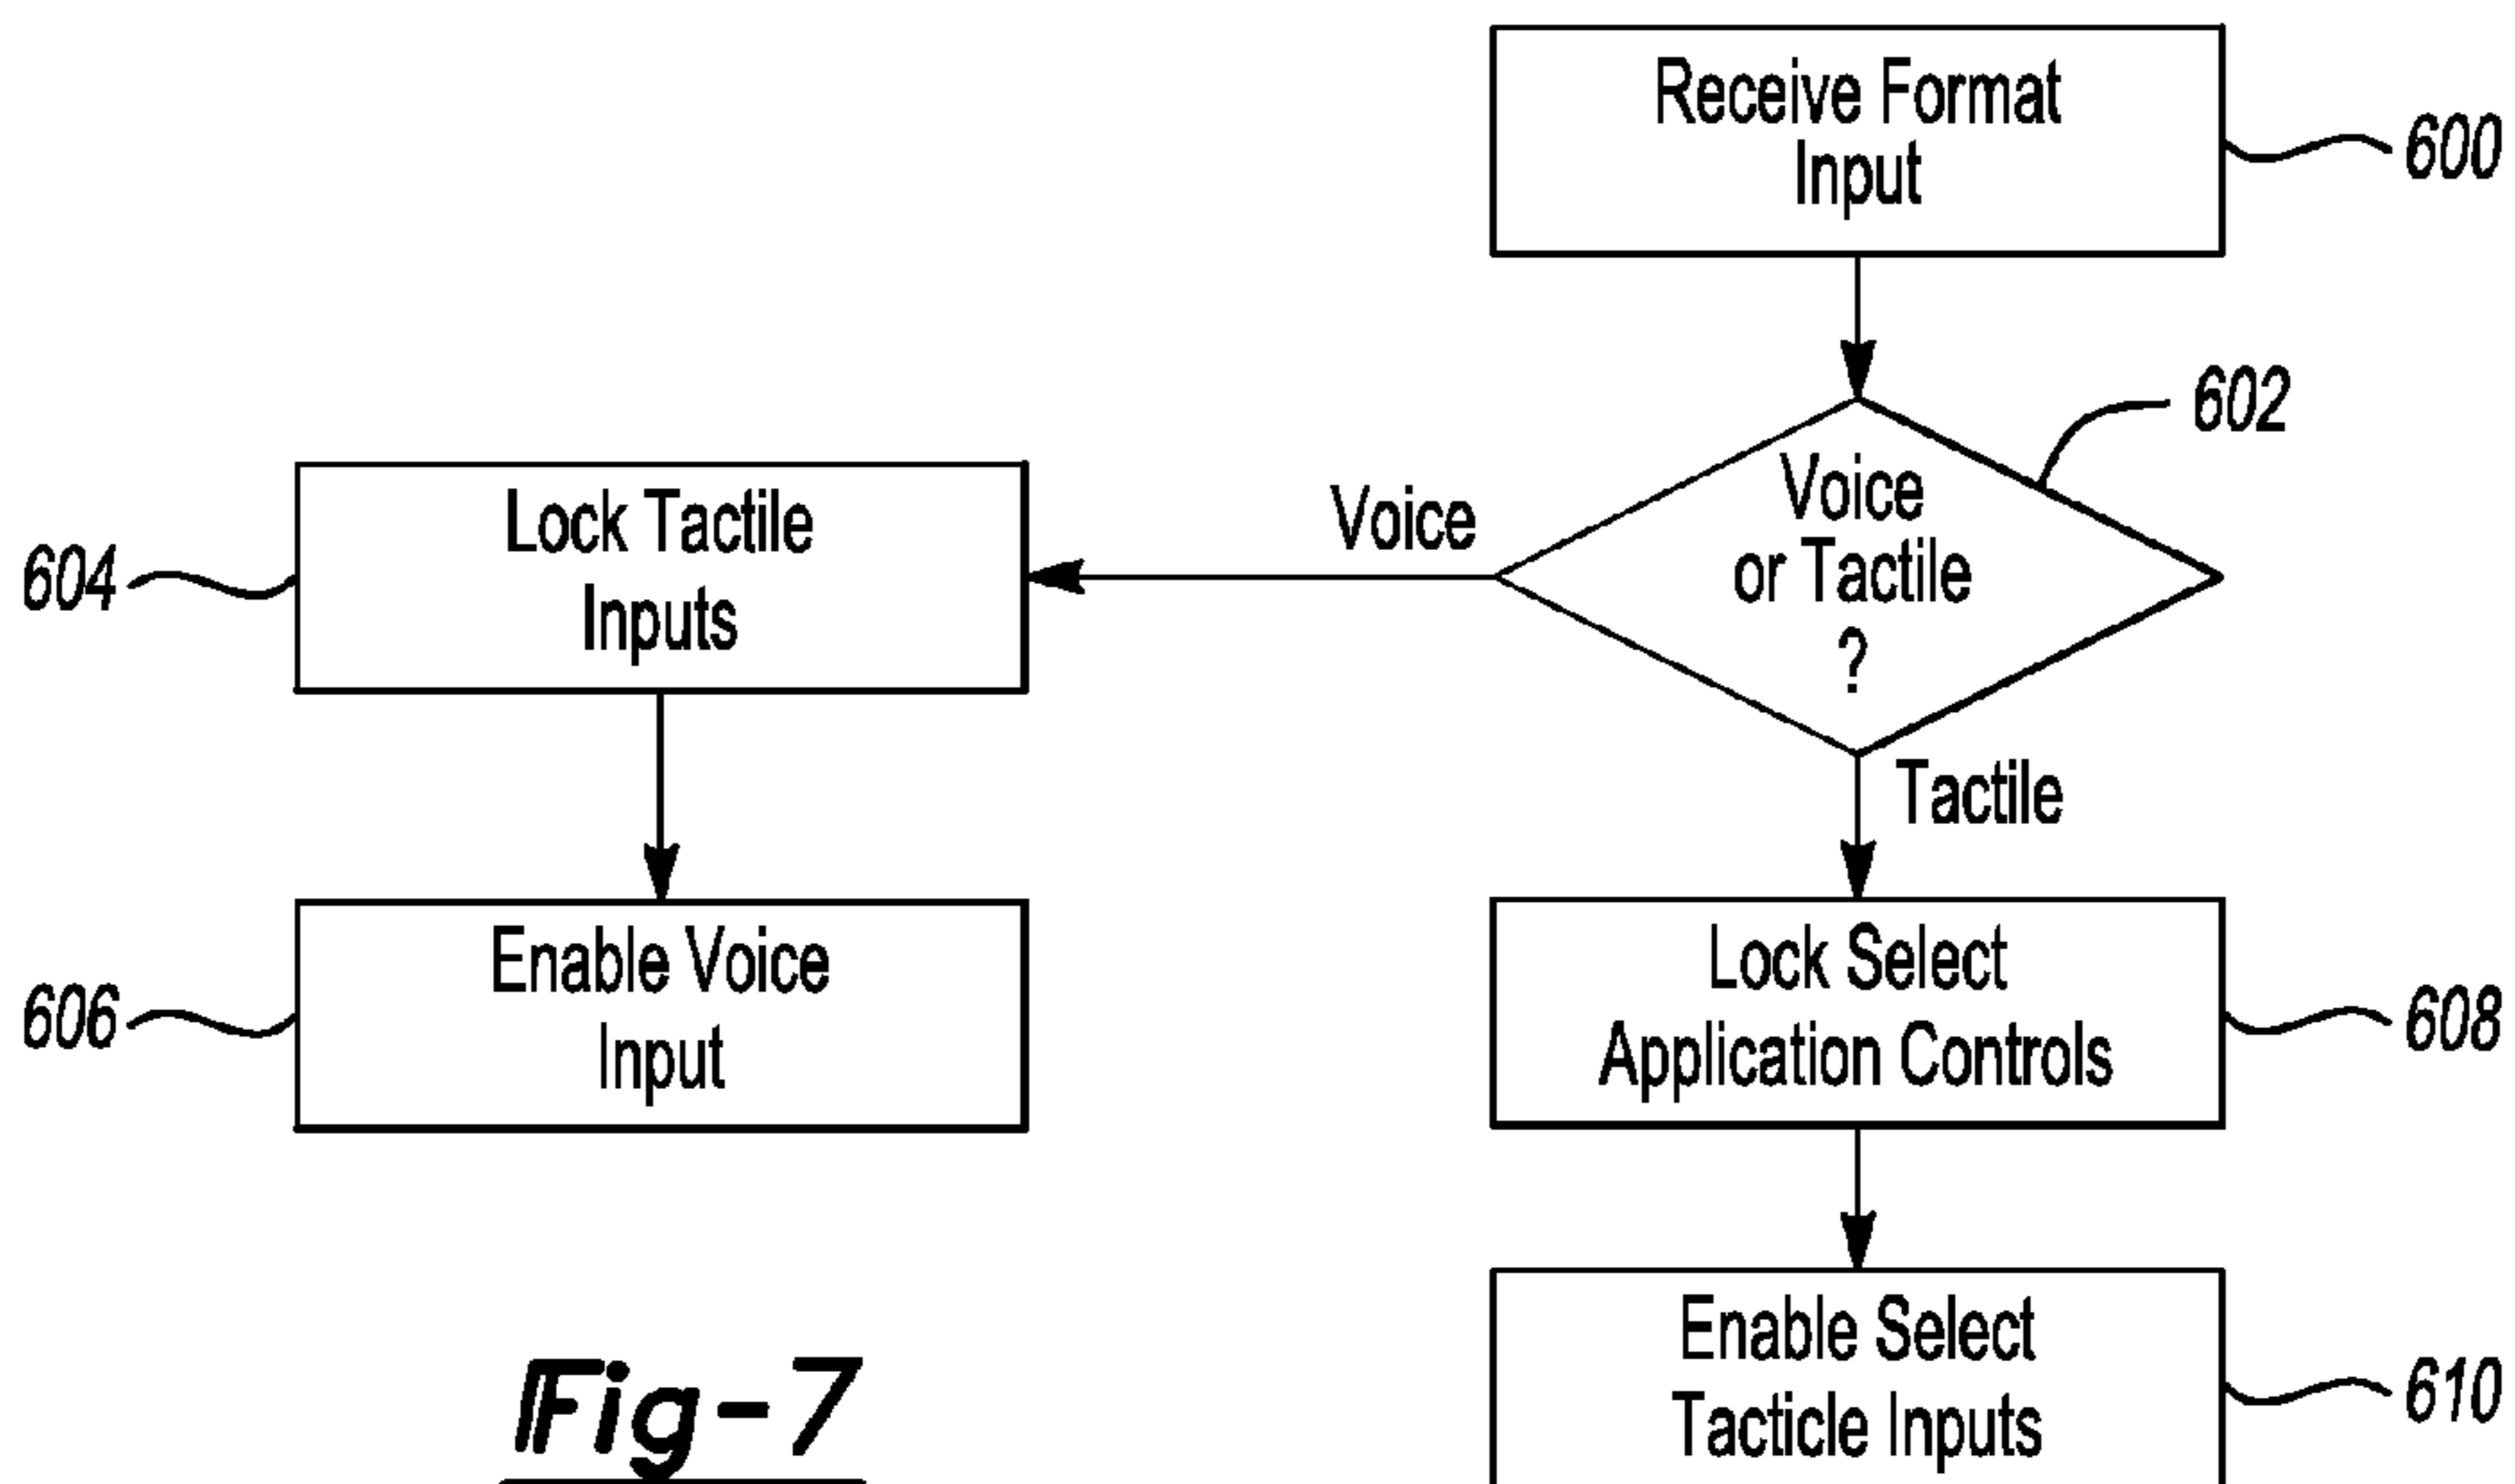 Receive Format
Input
600
602
Voice
or Tactile
?
Voice
Lock Tactile
Inputs
604
Tactile
Enable Voice
Input
606
Lock Select
Application Controls
608
Enable Select
Tacticle Inputs
610
Fig-7